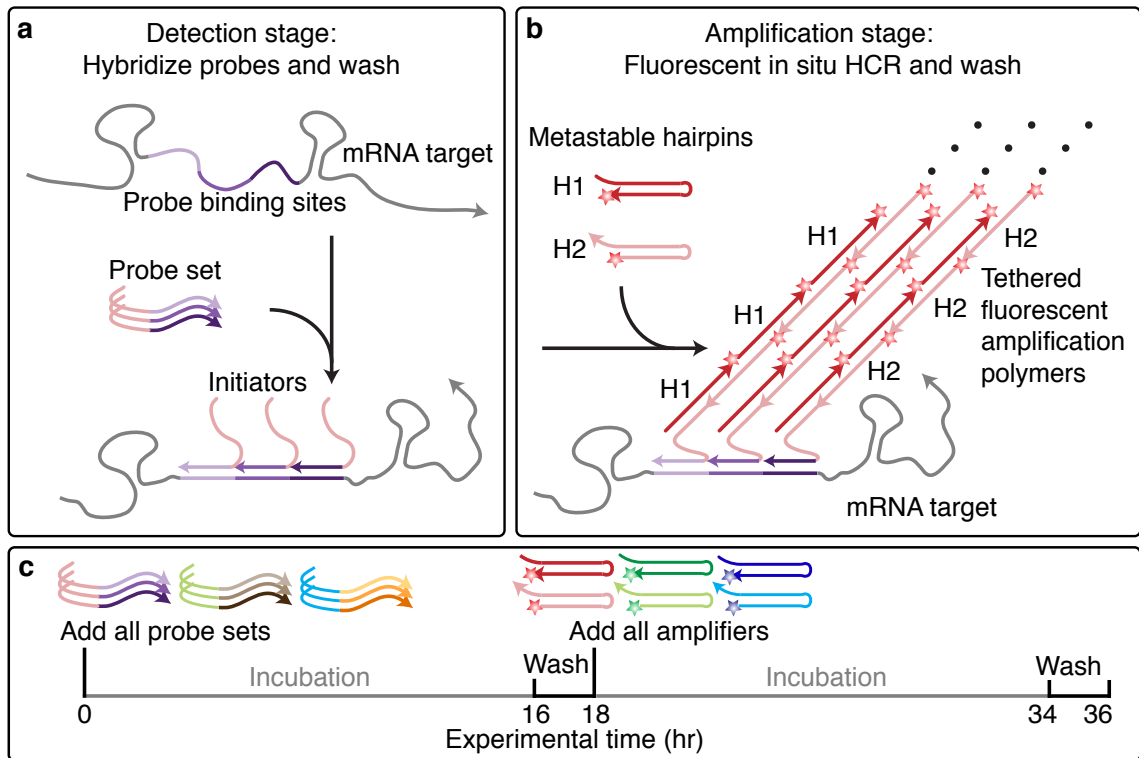 a
Detection stage:
Hybridize probes and wash
mRNA target
Probe binding sites
Probe set
Initiators
b
Amplification stage:
Fluorescent in situ HCR and wash
Metastable hairpins
H1
H2
H1
H1
H1
H2
H2
H2
Tethered
fluorescent
amplification
polymers
mRNA target
c
Add all probe sets
Add all amplifiers
Incubation
Wash
Incubation
Wash
0
16
18
34
36
Experimental time (hr)